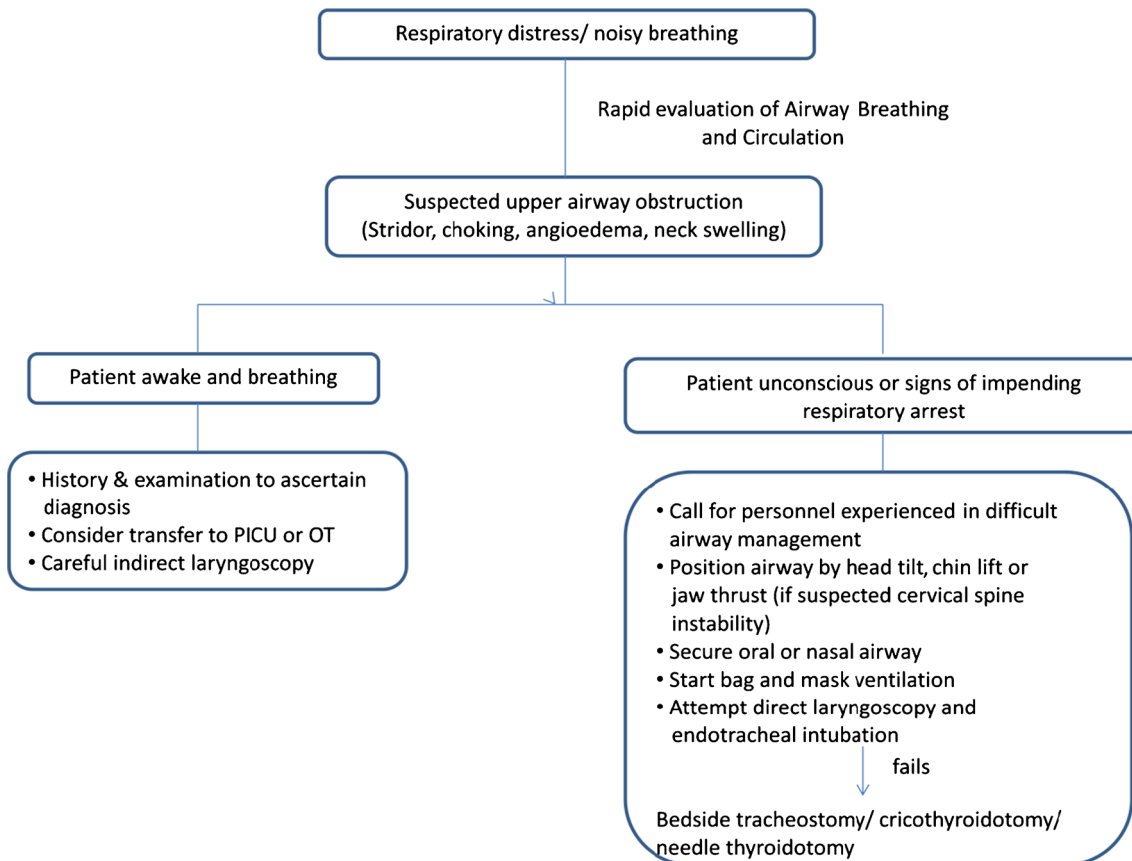 Respiratory distress/ noisy breathing
Rapid evaluation of Airway Breathing
and Circulation
Suspected upper airway obstruction
(Stridor, choking, angioedema, neck swelling)
Patient awake and breathing
• History & examination to ascertain
diagnosis
• Consider transfer to PICU or OT
• Careful indirect laryngoscopy
Patient unconscious or signs of impending
respiratory arrest
• Call for personnel experienced in difficult
airway management
• Position airway by head tilt, chin lift or
jaw thrust (if suspected cervical spine
instability)
• Secure oral or nasal airway
• Start bag and mask ventilation
• Attempt direct laryngoscopy and
endotracheal intubation
fails
Bedside tracheostomy/ cricothyroidotomy/
needle thyroidotomy